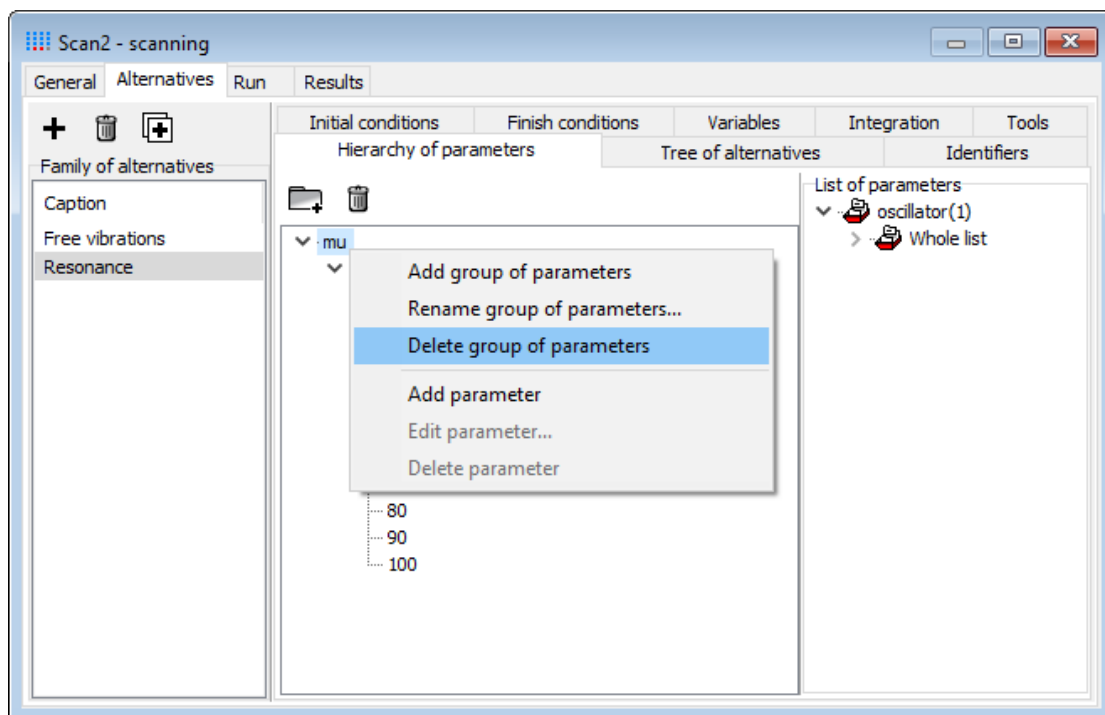 Scan2 - scanning
General Alternatives Run Results
Initial conditions Finish conditions Variables Integration Tools
Hierarchy of parameters Tree of alternatives Identifiers
Family of alternatives
Caption
Free vibrations
Resonance
mu
Add group of parameters
Rename group of parameters...
Delete group of parameters
Add parameter
Edit parameter...
Delete parameter
80
90
100
List of parameters
oscillator(1)
Whole list